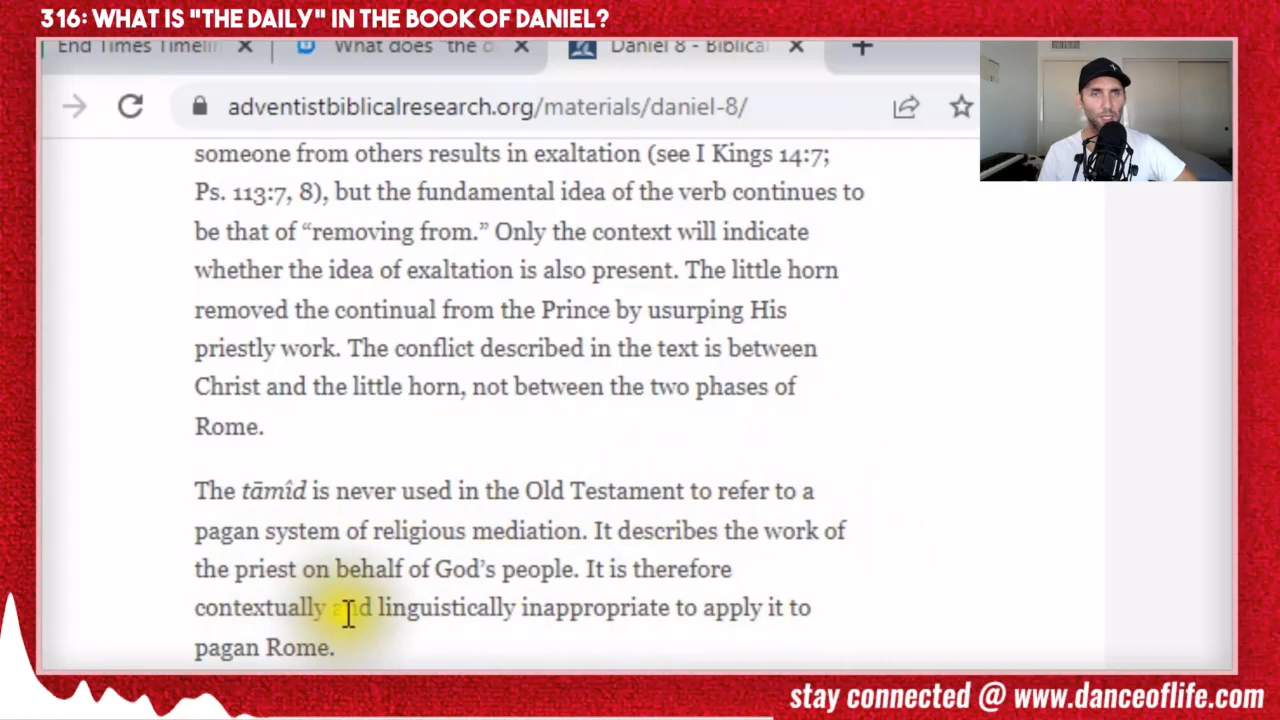 316: WHAT IS "THE DAILY" IN THE BOOK OF DANIEL?
End Times Timelin
What does "the d
Daniel 8 - Biblical
adventistbiblicalresearch.org/materials/daniel-8/
someone from others results in exaltation (see I Kings 14:7;
Ps. 113:7, 8), but the fundamental idea of the verb continues to
be that of “removing from.” Only the context will indicate
whether the idea of exaltation is also present. The little horn
removed the continual from the Prince by usurping His
priestly work. The conflict described in the text is between
Christ and the little horn, not between the two phases of
Rome.
The tāmîd is never used in the Old Testament to refer to a
pagan system of religious mediation. It describes the work of
the priest on behalf of God’s people. It is therefore
contextually and linguistically inappropriate to apply it to
pagan Rome.
stay connected @ www.danceoflife.com